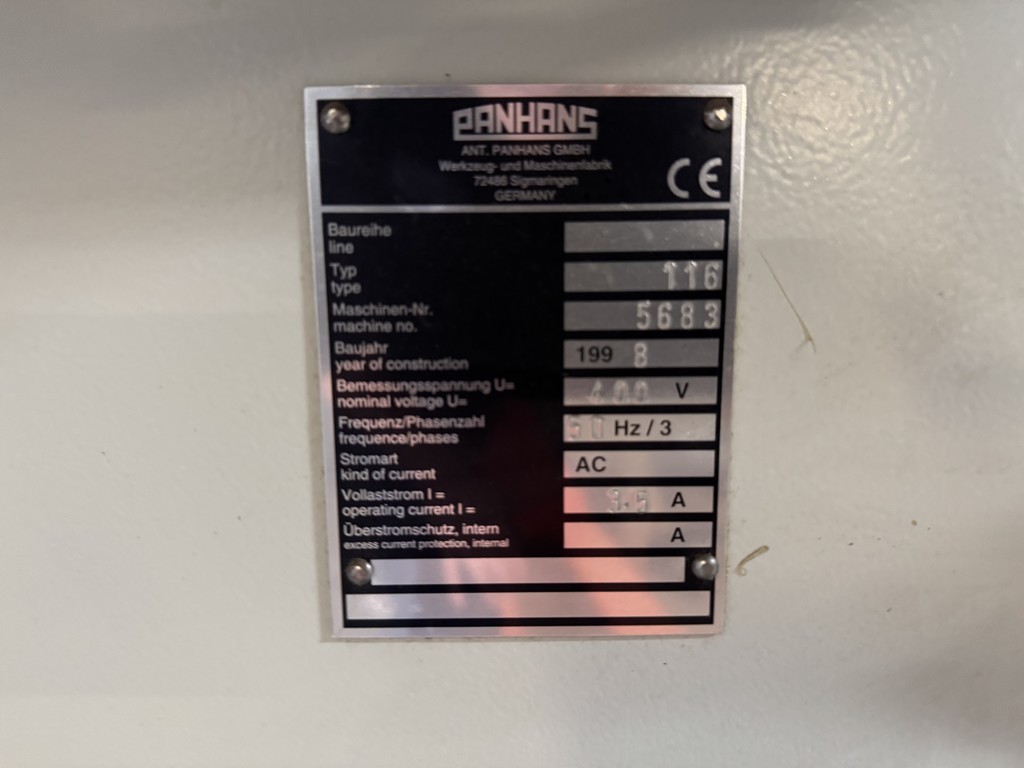 PANHANS
ANT. PANHANS GMBH
Werkzeug- und Maschinenfabrik
72488 Sigmaringen
GERMANY
CE
Baureihe
line
Typ
type
116
Maschinen-Nr.
machine no.
5683
Baujahr
year of construction
199 8
Bemessungsspannung U=
nominal voltage U=
400 V
Frequenz/Phasenzahl
frequence/phases
50 Hz / 3
Stromart
kind of current
AC
Vollaststrom I =
operating current I =
A
Überstromschutz, intern
excess current protection, internal
A